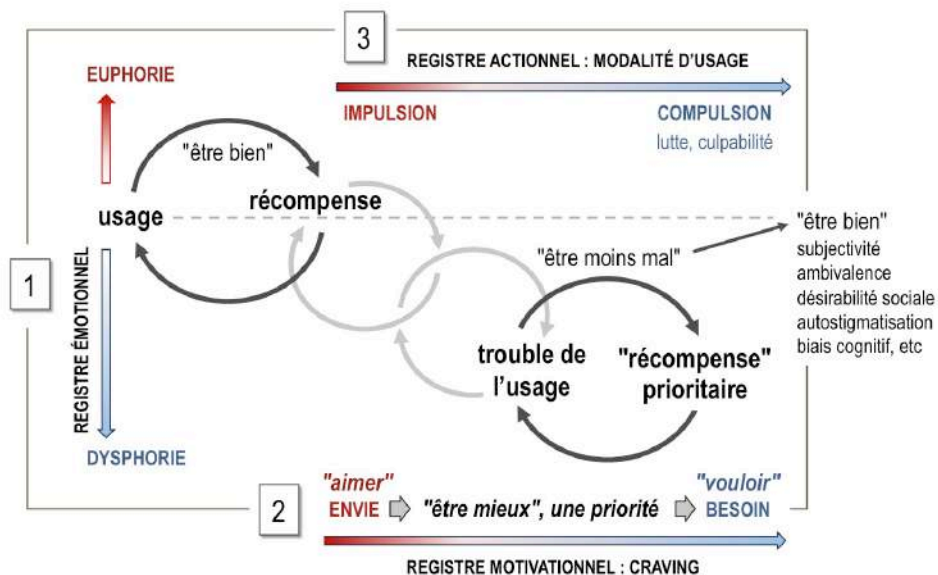 3
REGISTRE ACTIONNEL : MODALITÉ D'USAGE
EUPHORIE
IMPULSION
COMPULSION
lutte, culpabilité
"être bien"
récompense
usage
"être bien"
"être moins mal"
subjectivité
ambivalence
désirabilité sociale
autostigmatisation
biais cognitif, etc
1
REGISTRE ÉMOTIONNEL
trouble de
l'usage
"récompense"
prioritaire
DYSPHORIE
2
"aimer"
ENVIE
"être mieux", une priorité
"vouloir"
BESOIN
REGISTRE MOTIVATIONNEL : CRAVING